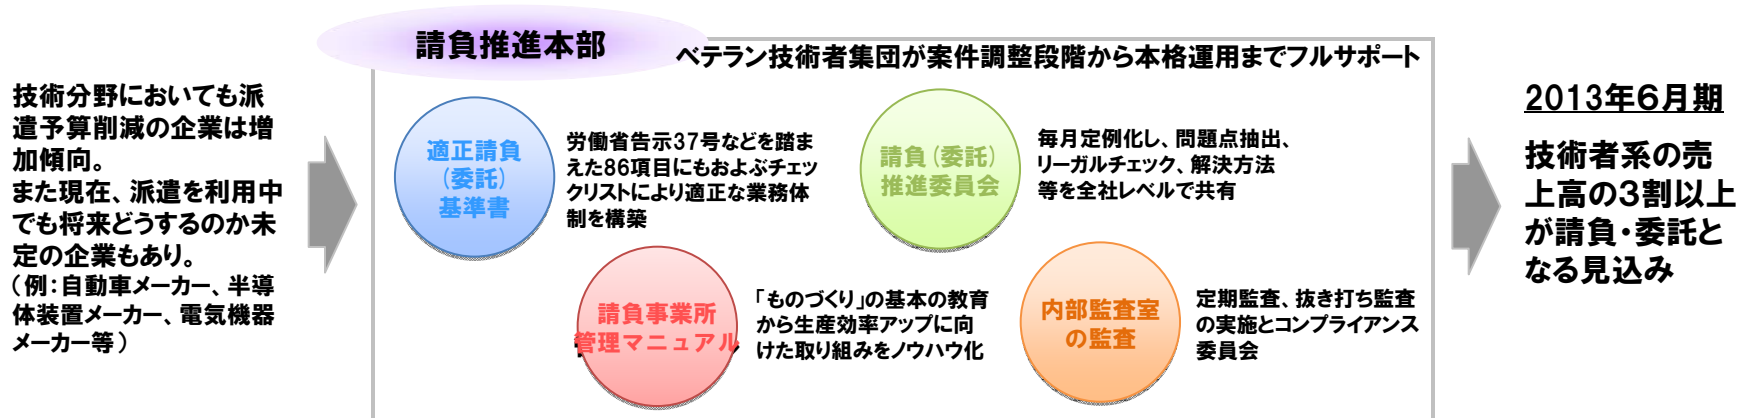 請負推進本部
ベテラン技術者集団が案件調整段階から本格運用までフルサポート
技術分野においても派
遣予算削減の企業は増
加傾向。
また現在、派遣を利用中
でも将来どうするのか未
定の企業もあり。
(例：自動車メーカー、半導
体装置メーカー、電気機器
メーカー等)
適正請負
(委託)
基準書
労働省告示37号などを踏ま
えた86項目にもおよぶチェッ
クリストにより適正な業務体
制を構築
請負(委託)
推進委員会
毎月定例化し、問題点抽出、
リーガルチェック、解決方法
等を全社レベルで共有
請負事業所
管理マニュアル
「ものづくり」の基本の教育
から生産効率アップに向
けた取り組みをノウハウ化
内部監査室
の監査
定期監査、抜き打ち監査
の実施とコンプライアンス
委員会
2013年6月期
技術者系の売
上高の3割以上
が請負・委託と
なる見込み